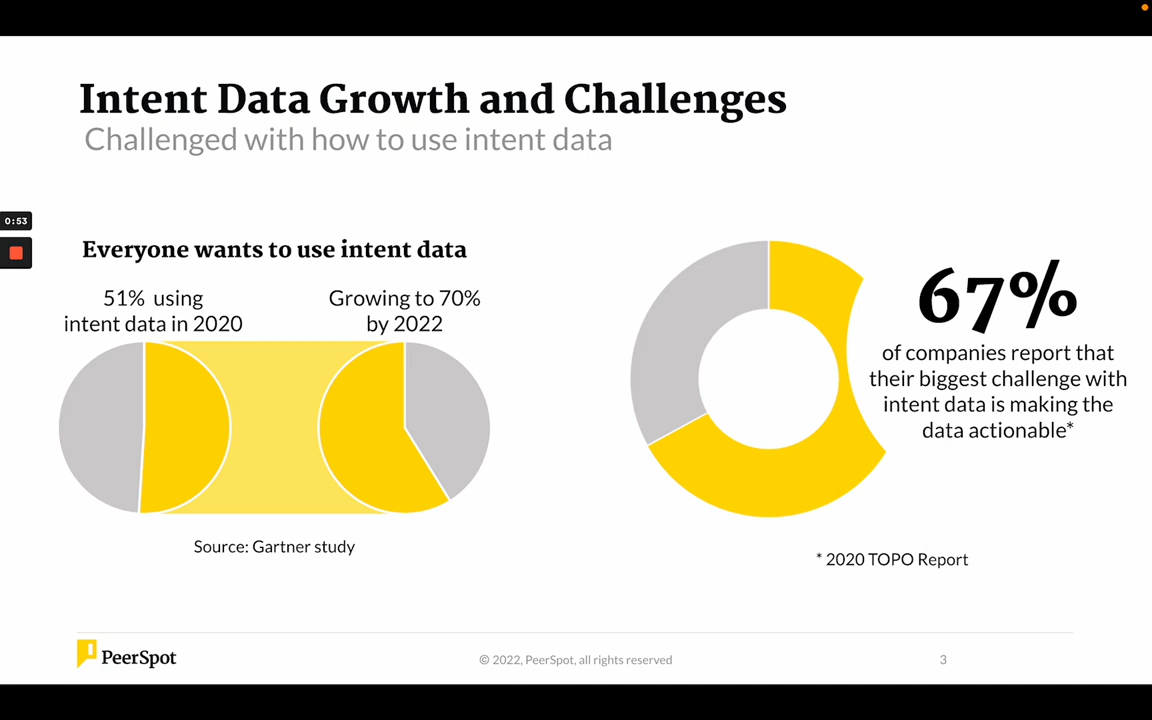 Intent Data Growth and Challenges
Challenged with how to use intent data
0:53
Everyone wants to use intent data
51% using
intent data in 2020
Growing to 70%
by 2022
Source: Gartner study
67%
of companies report that
their biggest challenge with
intent data is making the
data actionable*
* 2020 TOPO Report
PeerSpot
© 2022, PeerSpot, all rights reserved
3